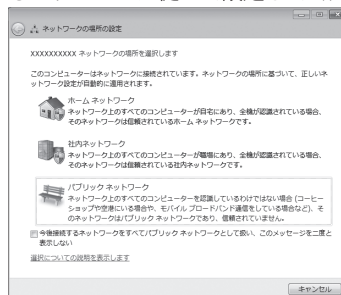 ネットワークの場所の設定
XXXXXXXXXX ネットワークの場所を選択します
このコンピューターはネットワークに接続されています。ネットワークの場所に基づいて、正しいネ
ットワーク設定が自動的に適用されます。
ホーム ネットワーク
ネットワーク上のすべてのコンピューターが自宅にあり、全機が認識されている場合、
そのネットワークは信頼されているホーム ネットワークです。
社内ネットワーク
ネットワーク上のすべてのコンピューターが職場にあり、全機が認識されている場合、
そのネットワークは信頼されている社内ネットワークです。
パブリック ネットワーク
ネットワーク上のすべてのコンピューターを認識しているわけではない場合 (コーヒー
ショップや空港にいる場合や、モバイル ブロードバンド通信をしている場合など)、そ
のネットワークはパブリック ネットワークであり、信頼されていません。
今後接続するネットワークをすべてパブリック ネットワークとして扱い、このメッセージを二度と
表示しない
選択についての説明を表示します
キャンセル